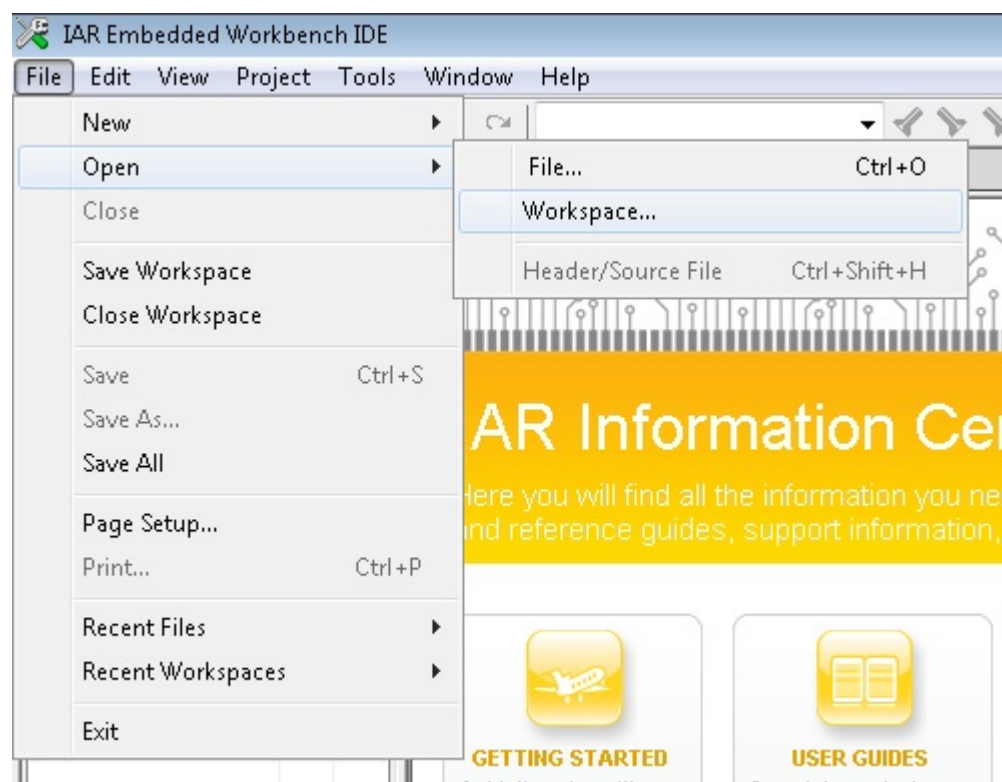 IAR Embedded Workbench IDE
File Edit View Project Tools Window Help
New
Open
Close
Save Workspace
Close Workspace
Save Ctrl+S
Save As...
Save All
Page Setup...
Print... Ctrl+P
Recent Files
Recent Workspaces
Exit
File... Ctrl+O
Workspace...
Header/Source File Ctrl+Shift+H
AR Information Ce
ere you will find all the information you ne
nd reference guides, support information,
GETTING STARTED
USER GUIDES